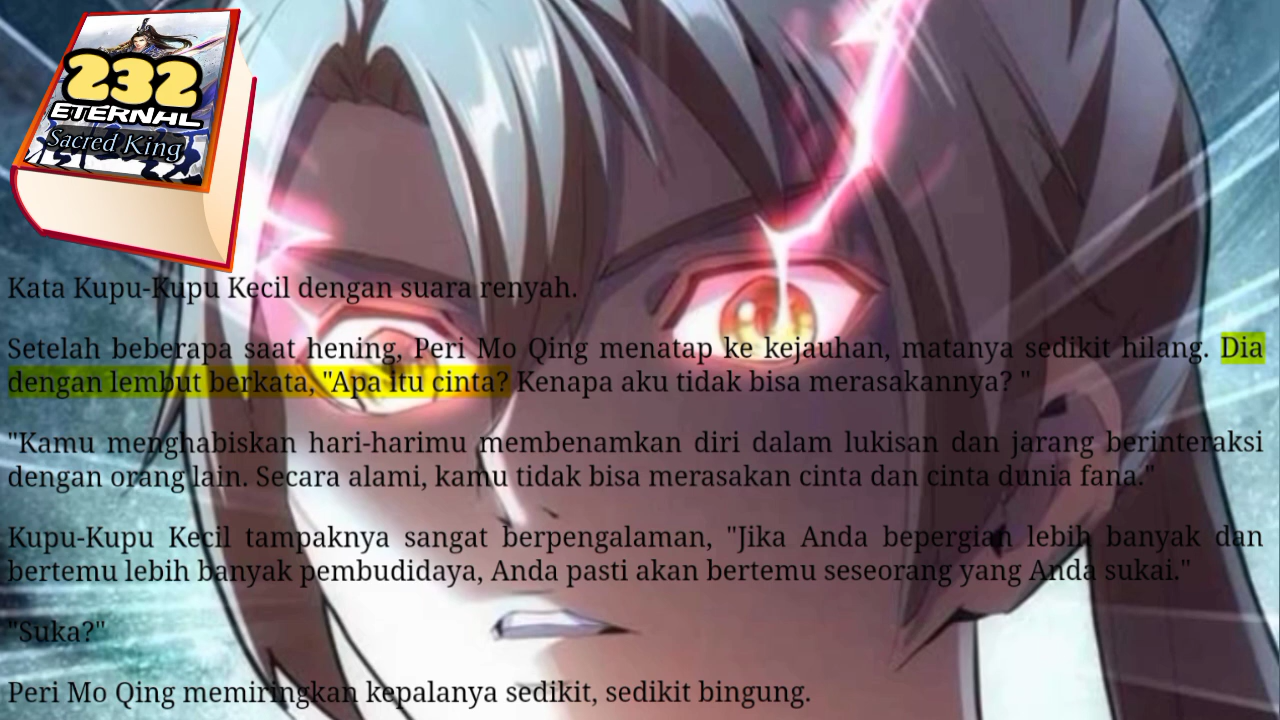 232
ETERNAL
Sacred King
Kata Kupu-Kupu Kecil dengan suara renyah.
Setelah beberapa saat hening, Peri Mo Qing menatap ke kejauhan, matanya sedikit hilang. Dia
dengan lembut berkata, "Apa itu cinta? Kenapa aku tidak bisa merasakannya? "
"Kamu menghabiskan hari-harimu membenamkan diri dalam lukisan dan jarang berinteraksi
dengan orang lain. Secara alami, kamu tidak bisa merasakan cinta dan cinta dunia fana."
Kupu-Kupu Kecil tampaknya sangat berpengalaman, "Jika Anda bepergian lebih banyak dan
bertemu lebih banyak pembudidaya, Anda pasti akan bertemu seseorang yang Anda sukai."
"Suka?"
Peri Mo Qing memiringkan kepalanya sedikit, sedikit bingung.